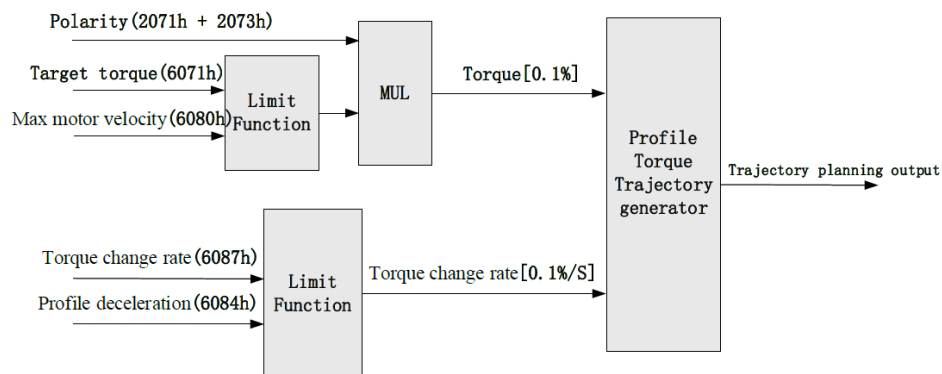 Polarity(2071h + 2073h)
Target torque(6071h)
Max motor velocity(6080h)
Limit
Function
MUL
Torque[0.1%]
Profile
Torque
Trajectory
generator
Trajectory planning output
Torque change rate(6087h)
Profile deceleration(6084h)
Limit
Function
Torque change rate[0.1%/S]